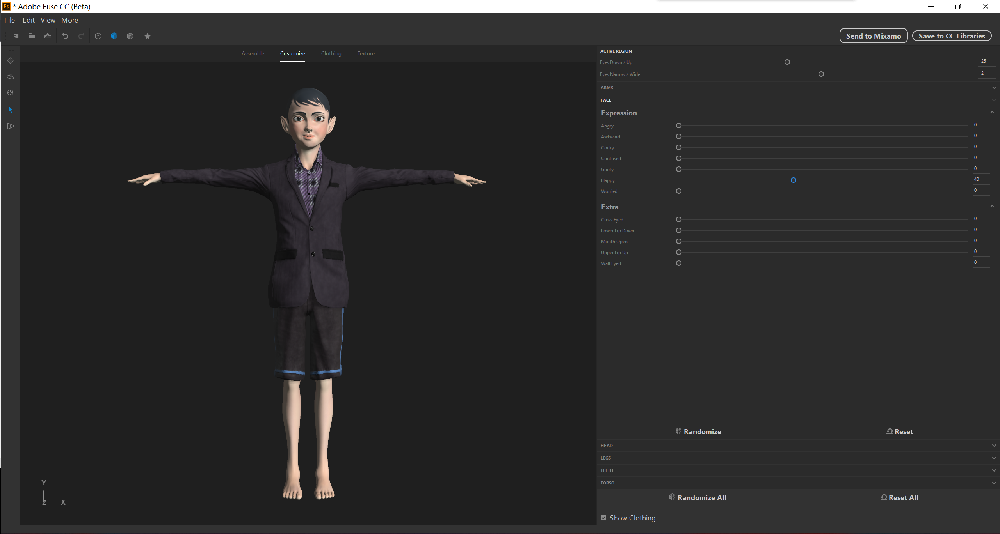 Fs * Adobe Fuse CC (Beta)
File Edit View More
Send to Mixamo Save to CC Libraries
Assemble Customize Clothing Texture
ACTIVE REGION
Eyes Down / Up -25
Eyes Narrow / Wide -2
ARMS
FACE
Expression
Angry 0
Awkward 0
Cocky 0
Confused 0
Goofy 0
Happy 40
Worried 0
Extra
Cross Eyed 0
Lower Lip Down 0
Mouth Open 0
Upper Lip Up 0
Wall Eyed 0
Randomize Reset
HEAD
LEGS
TEETH
TORSO
Randomize All Reset All
Show Clothing
Y
Z X